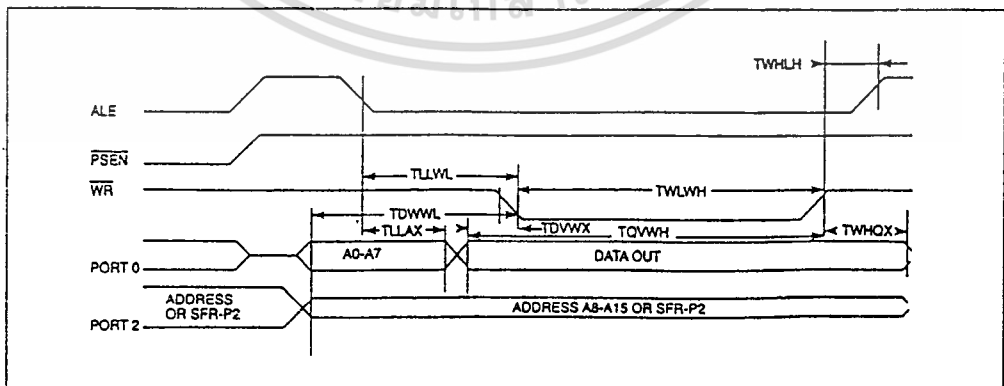 TWHLH
ALE
PSEN
TLLWL
TWLWH
WR
TDWWL
TLLAX
TDVWX
TQVWH
TWHQX
PORT 0
A0-A7
DATA OUT
ADDRESS
OR SFR-P2
ADDRESS A8-A15 OR SFR-P2
PORT 2